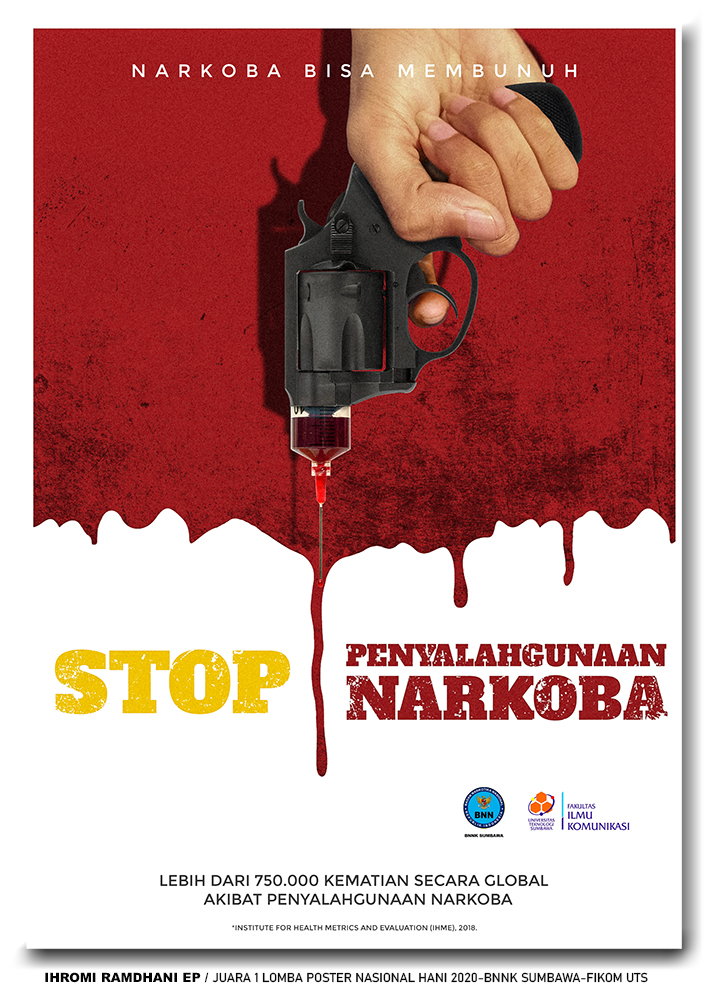 NARKOBA BISA MEMBUNUH
STOP
PENYALAHGUNAAN
NARKOBA
BNN
BNNK SUMBAWA
UNIVERSITAS
TEKNOLOGI
SUMBAWA
FAKULTAS
ILMU
KOMUNIKASI
LEBIH DARI 750.000 KEMATIAN SECARA GLOBAL
AKIBAT PENYALAHGUNAAN NARKOBA
*INSTITUTE FOR HEALTH METRICS AND EVALUATION (IHME), 2018.
IHROMI RAMDHANI EP / JUARA 1 LOMBA POSTER NASIONAL HANI 2020-BNNK SUMBAWA-FIKOM UTS